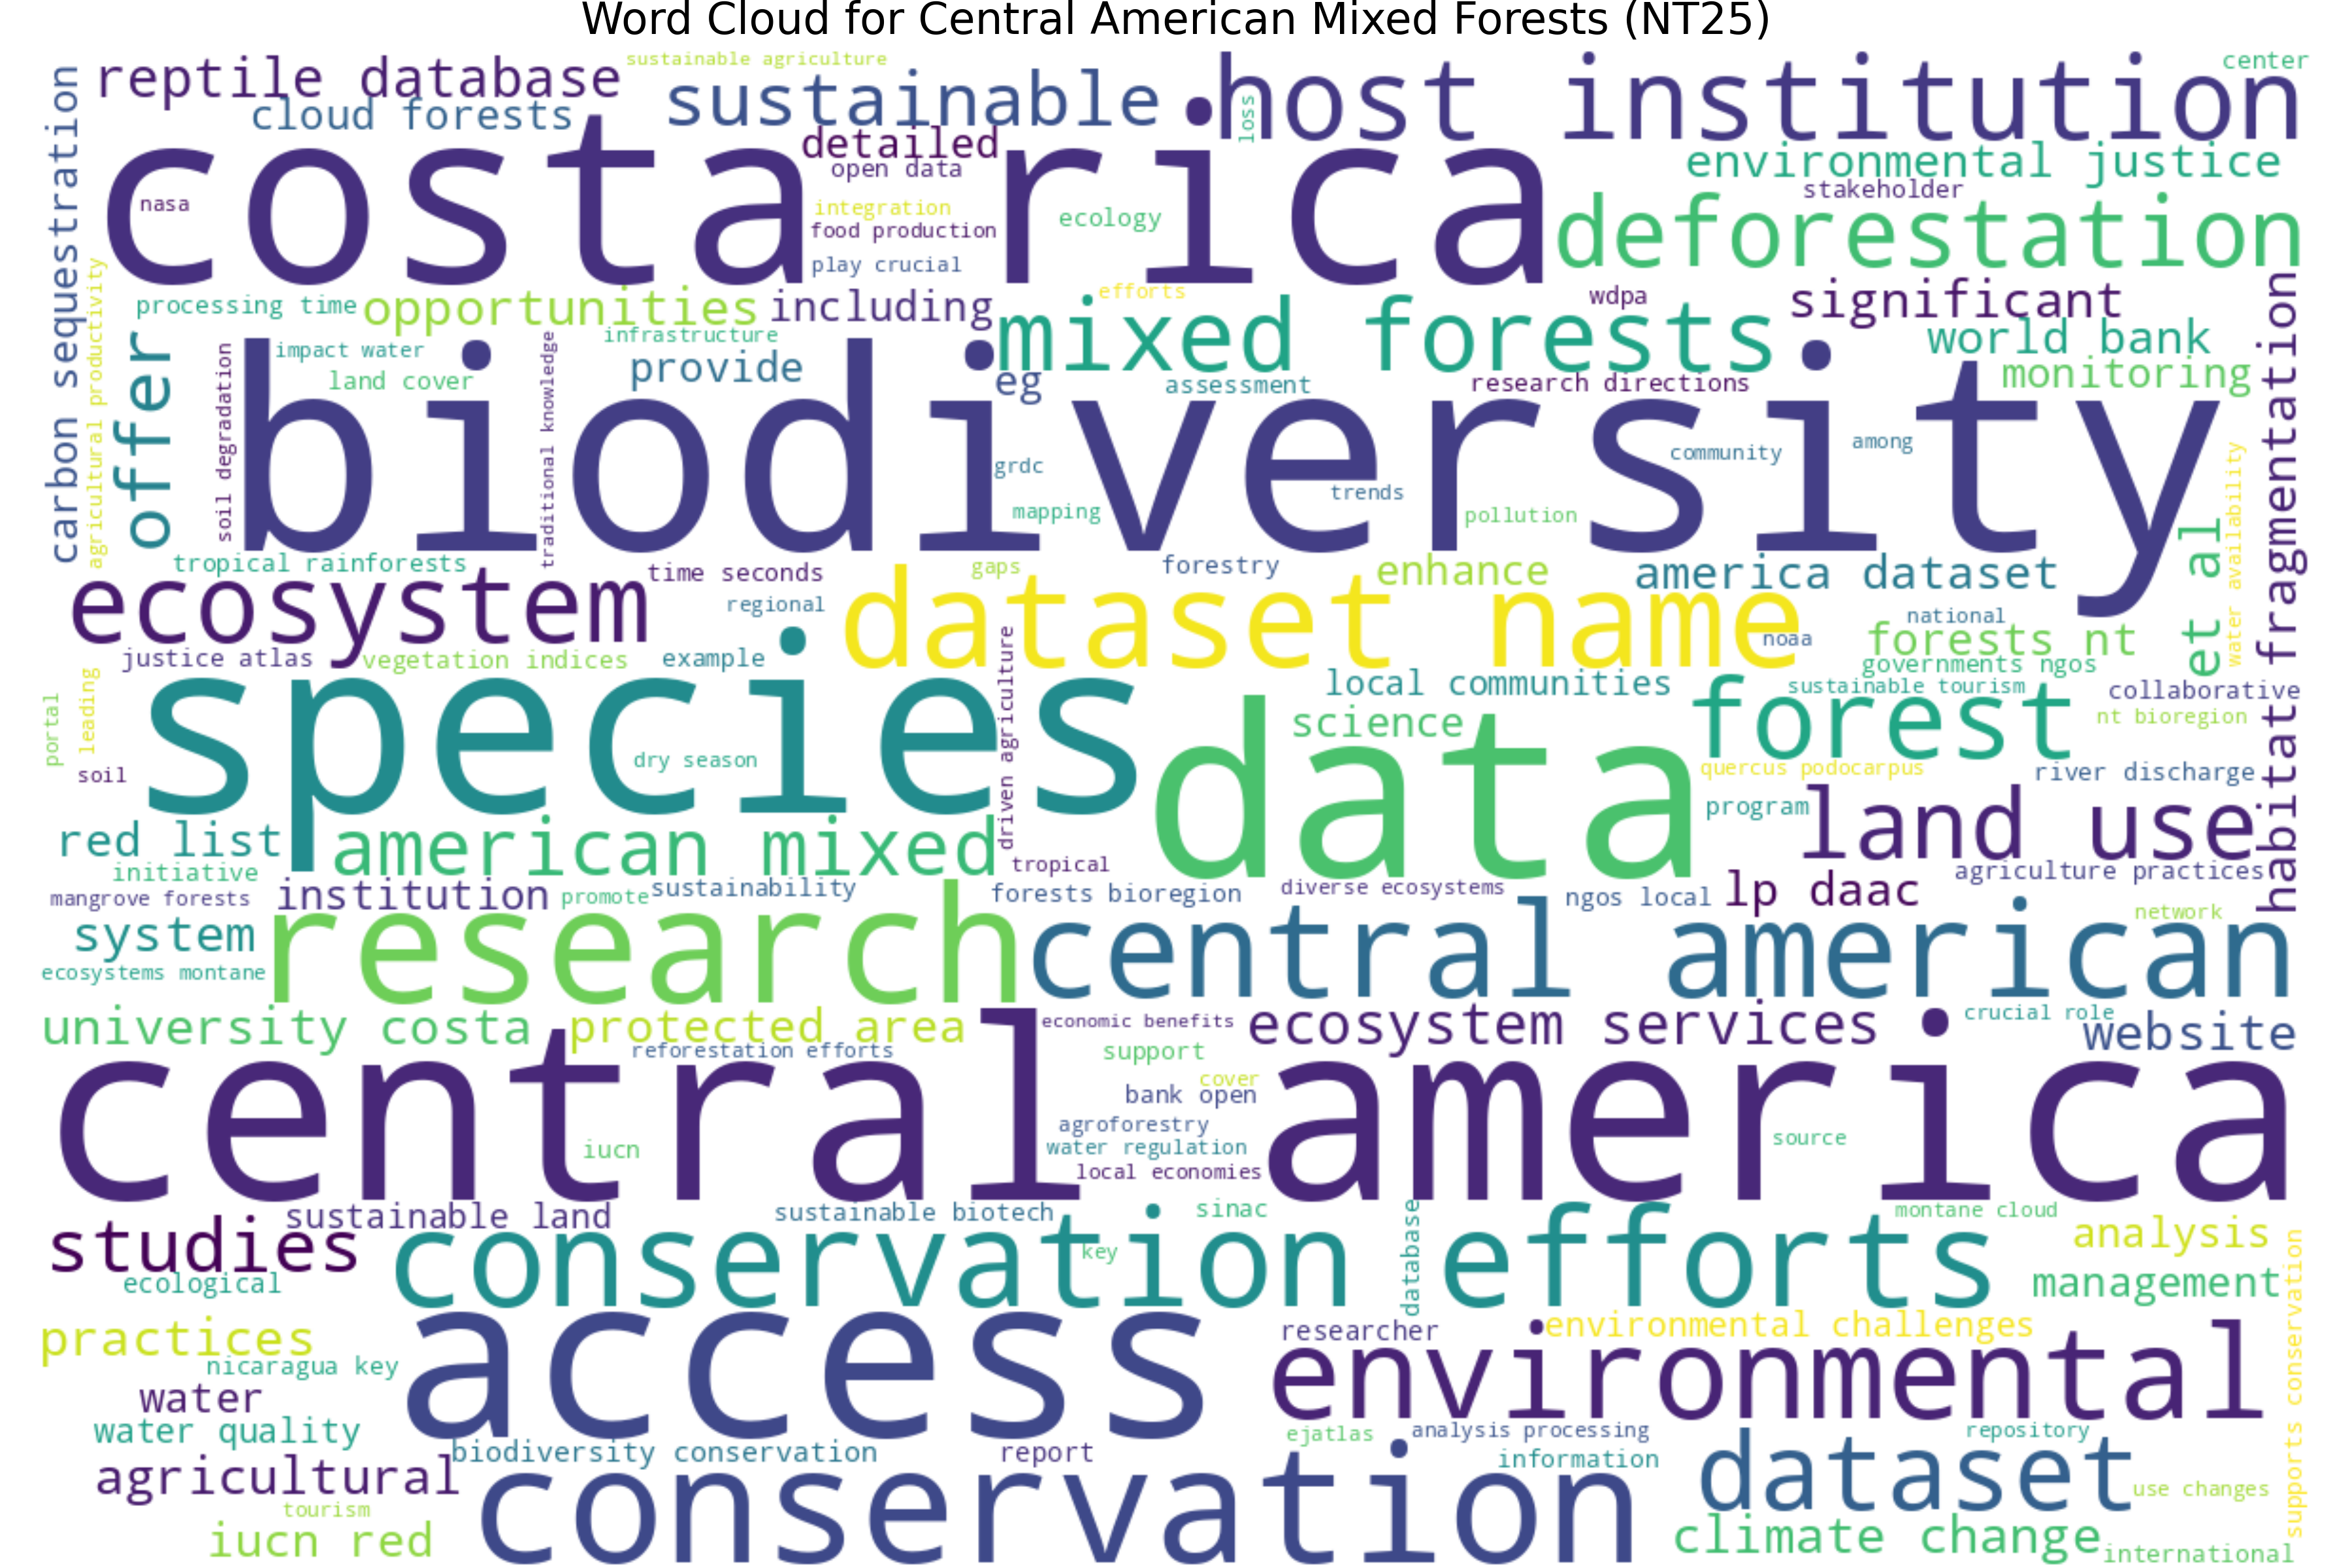 Word Cloud for Central American Mixed Forests (NT25)
sustainable agriculture
center
reptile database
sustainable
host institution
cloud forests
loss
carbon sequestration
costa rica
detailed
open data
environmental justice
stakeholder
nasa
integration
ecology
food production
deforestation
play crucial
agricultural productivity
processing time
opportunities
including
efforts
wdpa
significant
habitat fragmentation
mixed forests
infrastructure
world bank
offer
impact water
provide
monitoring
land cover
eg
assessment
research directions
soil degradation
traditional knowledge
biodiversity
community
among
grdc
trends
mapping
pollution
et al
water availability
tropical rainforests
time seconds
gaps
forestry
enhance
america dataset
ecosystem
regional
dataset name
national
noaa
forests nt
justice atlas
vegetation indices
example
governments ngos
local communities
sustainable tourism
collaborative
portal
leading
species
driven agriculture
science
forest
nt bioregion
dry season
data
soil
quercus podocarpus
river discharge
program
red list
american mixed
land use
tropical
initiative
agriculture practices
mangrove forests
institution
promote
sustainability
forests bioregion
diverse ecosystems
ngos local
lp daac
network
system
research
central american
ecosystems montane
university costa
protected area
economic benefits
ecosystem services
crucial role
website
reforestation efforts
support
cover
bank open
central america
agroforestry
water regulation
iucn
source
local economies
studies
sustainable land
sustainable biotech
sinac
database
montane cloud
analysis
conservation efforts
key
ecological
management
supports conservation
practices
access
researcher
environmental challenges
nicaragua key
environmental
water
water quality
ejatlas
analysis processing
repository
biodiversity conservation
report
information
agricultural
conservation
dataset
use changes
tourism
iucn red
climate change
international